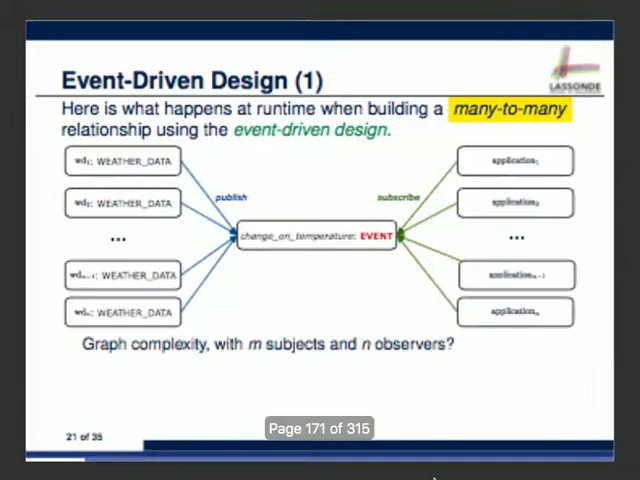 LASSONDE
Event-Driven Design (1)
Here is what happens at runtime when building a many-to-many
relationship using the event-driven design.
wd₁: WEATHER_DATA
application₁
publish
subscribe
wd₂: WEATHER_DATA
application₂
...
change_on_temperature: EVENT
...
wdₙ₋₁: WEATHER_DATA
applicationₙ₋₁
wdₙ: WEATHER_DATA
applicationₙ
Graph complexity, with m subjects and n observers?
Page 171 of 315
21 of 35